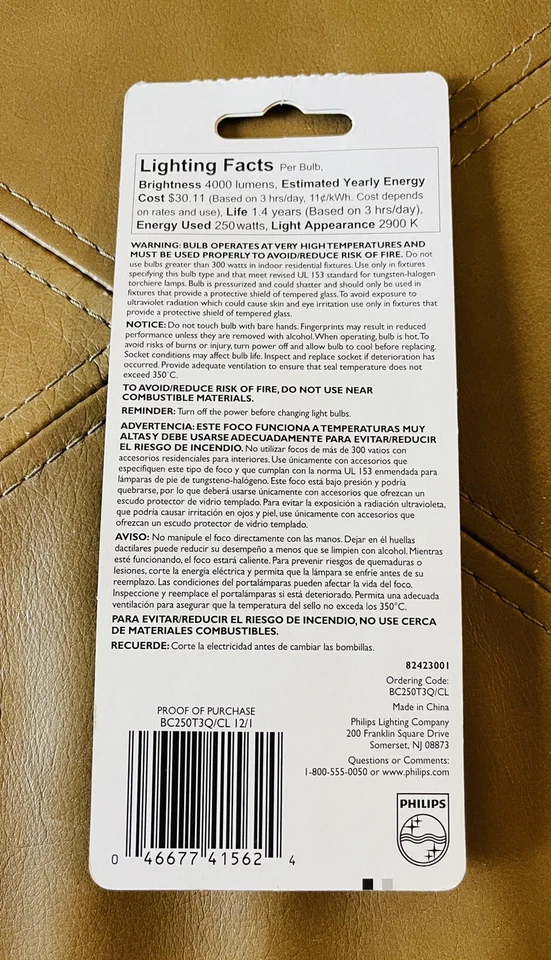 Lighting Facts Per Bulb,
Brightness 4000 lumens, Estimated Yearly Energy
Cost $30.11 (Based on 3 hrs/day, 11¢/kWh. Cost depends
on rates and use), Life 1.4 years (Based on 3 hrs/day),
Energy Used 250watts, Light Appearance 2900 K
WARNING: BULB OPERATES AT VERY HIGH TEMPERATURES AND
MUST BE USED PROPERLY TO AVOID/REDUCE RISK OF FIRE. Do not
use bulbs greater than 300 watts in indoor residential fixtures. Use only in fixtures
specifying this bulb type and that meet revised UL 153 standard for tungsten-halogen
torchiere lamps. Bulb is pressurized and could shatter and should only be used in
fixtures that provide a protective shield of tempered glass. To avoid exposure to
ultraviolet radiation which could cause skin and eye irritation use only in fixtures that
provide a protective shield of tempered glass.
NOTICE: Do not touch bulb with bare hands. Fingerprints may result in reduced
performance unless they are removed with alcohol. When operating, bulb is hot. To
avoid risks of burns or injury, turn power off and allow bulb to cool before replacing.
Socket conditions may affect bulb life. Inspect and replace socket if deterioration has
occurred. Provide adequate ventilation to ensure that seal temperature does not
exceed 350°C.
TO AVOID/REDUCE RISK OF FIRE, DO NOT USE NEAR
COMBUSTIBLE MATERIALS.
REMINDER: Turn off the power before changing light bulbs.
ADVERTENCIA: ESTE FOCO FUNCIONA A TEMPERATURAS MUY
ALTAS Y DEBE USARSE ADECUADAMENTE PARA EVITAR/REDUCIR
EL RIESGO DE INCENDIO. No utilizar focos de más de 300 vatios con
accesorios residenciales para interiores. Use únicamente con accesorios que
especifiquen este tipo de foco y que cumplan con la norma UL 153 enmendada para
lámparas de pie de tungsteno-halógeno. Este foco está bajo presión y podría
quebrarse, por lo que deberá usarse únicamente con accesorios que ofrezcan un
escudo protector de vidrio templado. Para evitar la exposición a radiación ultravioleta,
que podría causar irritación en ojos y piel, use únicamente con accesorios que
ofrezcan un escudo protector de vidrio templado.
AVISO: No manipule el foco directamente con las manos. Dejar en él huellas
dactilares puede reducir su desempeño a menos que se limpien con alcohol. Mientras
esté funcionando, el foco estará caliente. Para prevenir riesgos de quemaduras o
lesiones, corte la energía eléctrica y permita que la lámpara se enfríe antes de su
reemplazo. Las condiciones del portalámparas pueden afectar la vida del foco.
Inspeccione y reemplace el portalámparas si está deteriorado. Permita una adecuada
ventilación para asegurar que la temperatura del sello no exceda los 350°C.
PARA EVITAR/REDUCIR EL RIESGO DE INCENDIO, NO USE CERCA
DE MATERIALES COMBUSTIBLES.
RECUERDE: Corte la electricidad antes de cambiar las bombillas.
82423001
Ordering Code:
BC250T3Q/CL
Made in China
Philips Lighting Company
200 Franklin Square Drive
Somerset, NJ 08873
Questions or Comments:
1-800-555-0050 or www.philips.com
PROOF OF PURCHASE
BC250T3Q/CL 12/1
0 46677 41562 4
PHILIPS